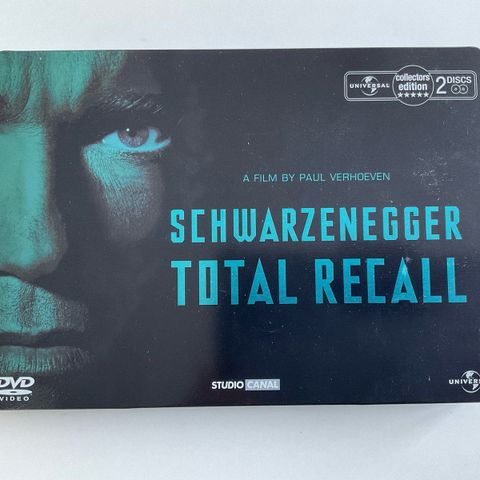 UNIVERSAL
collectors
edition
★★★★★
2 DISCS
A FILM BY PAUL VERHOEVEN
SCHWARZENEGGER
TOTAL RECALL
DVD
VIDEO
STUDIO CANAL
UNIVERSAL